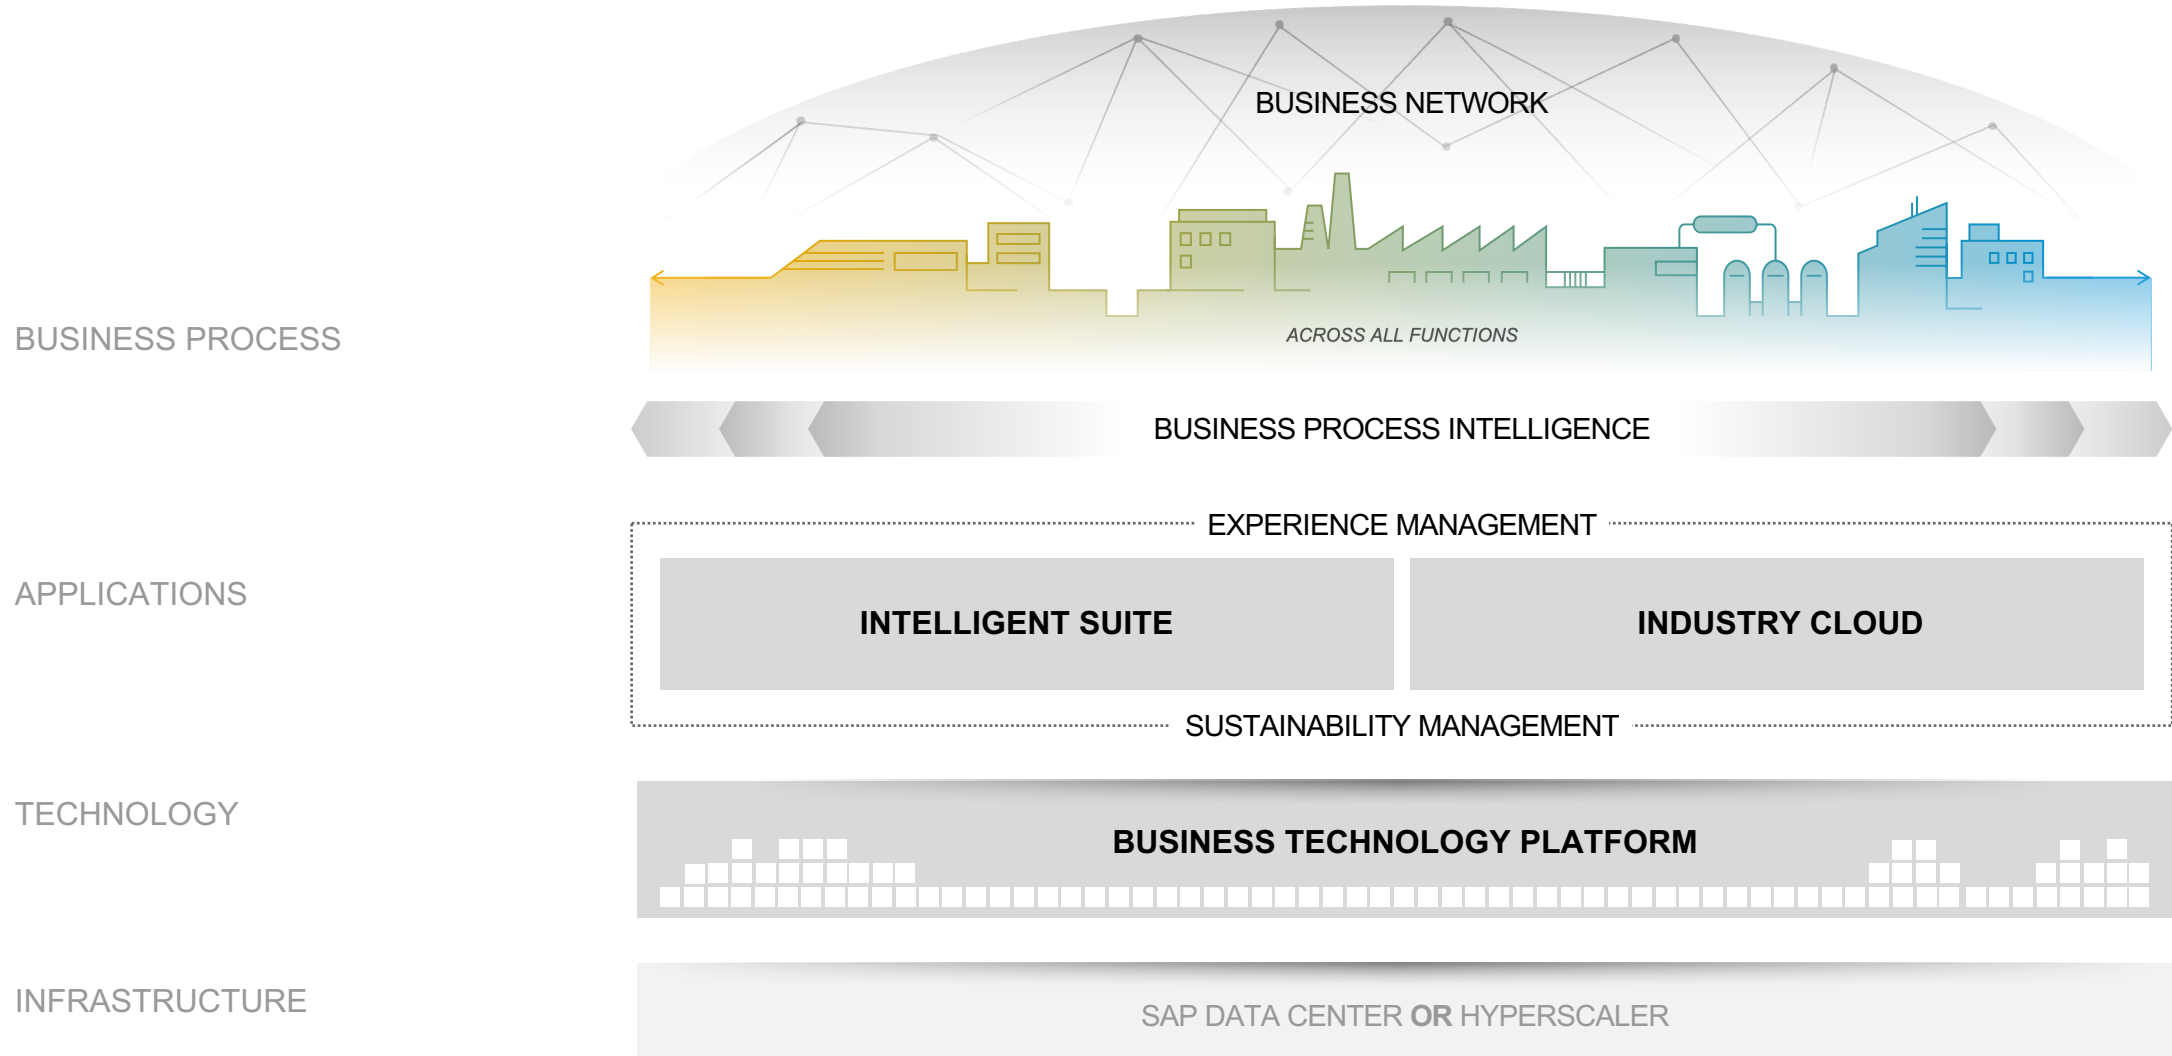 BUSINESS NETWORK
BUSINESS PROCESS
ACROSS ALL FUNCTIONS
BUSINESS PROCESS INTELLIGENCE
EXPERIENCE MANAGEMENT
APPLICATIONS
INTELLIGENT SUITE
INDUSTRY CLOUD
SUSTAINABILITY MANAGEMENT
TECHNOLOGY
BUSINESS TECHNOLOGY PLATFORM
INFRASTRUCTURE
SAP DATA CENTER OR HYPERSCALER